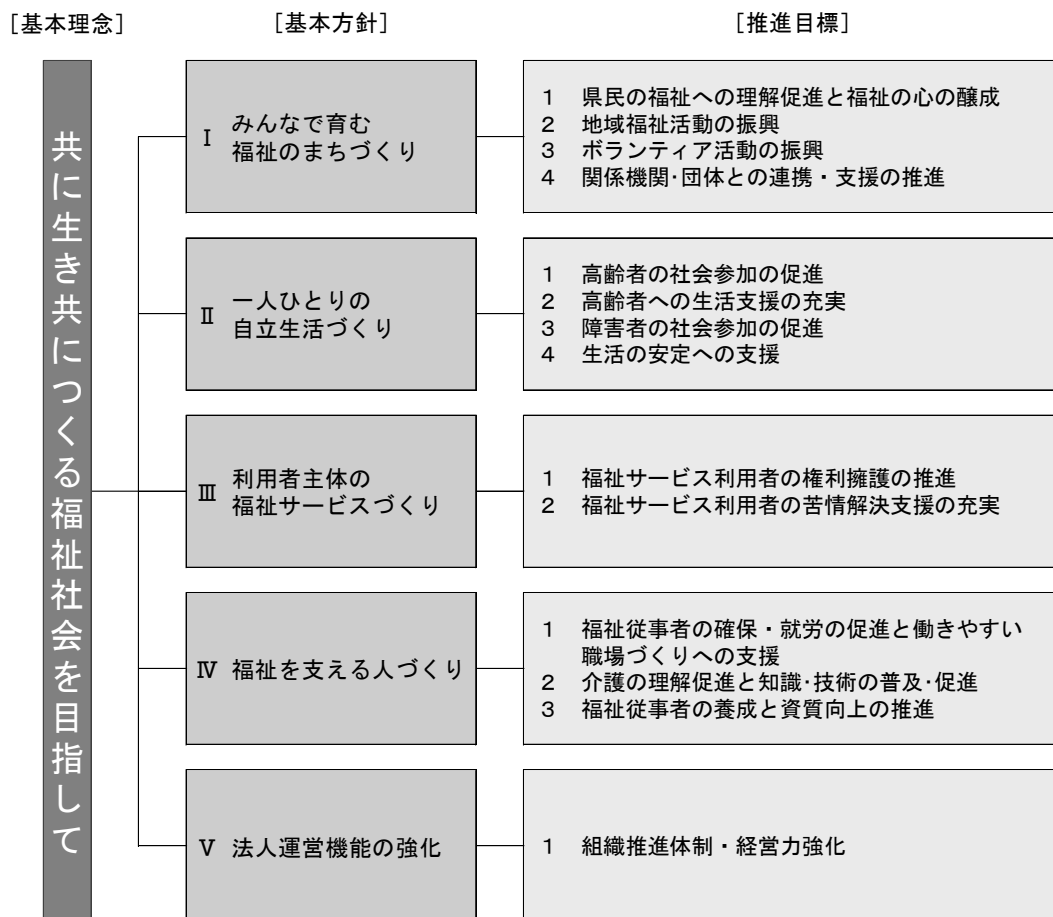 [基本理念]
[基本方針]
[推進目標]
共に生き共につくる福祉社会を目指して
Ⅰ みんなで育む
福祉のまちづくり
1 県民の福祉への理解促進と福祉の心の醸成
2 地域福祉活動の振興
3 ボランティア活動の振興
4 関係機関･団体との連携・支援の推進
Ⅱ 一人ひとりの
自立生活づくり
1 高齢者の社会参加の促進
2 高齢者への生活支援の充実
3 障害者の社会参加の促進
4 生活の安定への支援
Ⅲ 利用者主体の
福祉サービスづくり
1 福祉サービス利用者の権利擁護の推進
2 福祉サービス利用者の苦情解決支援の充実
Ⅳ 福祉を支える人づくり
1 福祉従事者の確保・就労の促進と働きやすい
職場づくりへの支援
2 介護の理解促進と知識･技術の普及･促進
3 福祉従事者の養成と資質向上の推進
Ⅴ 法人運営機能の強化
1 組織推進体制・経営力強化